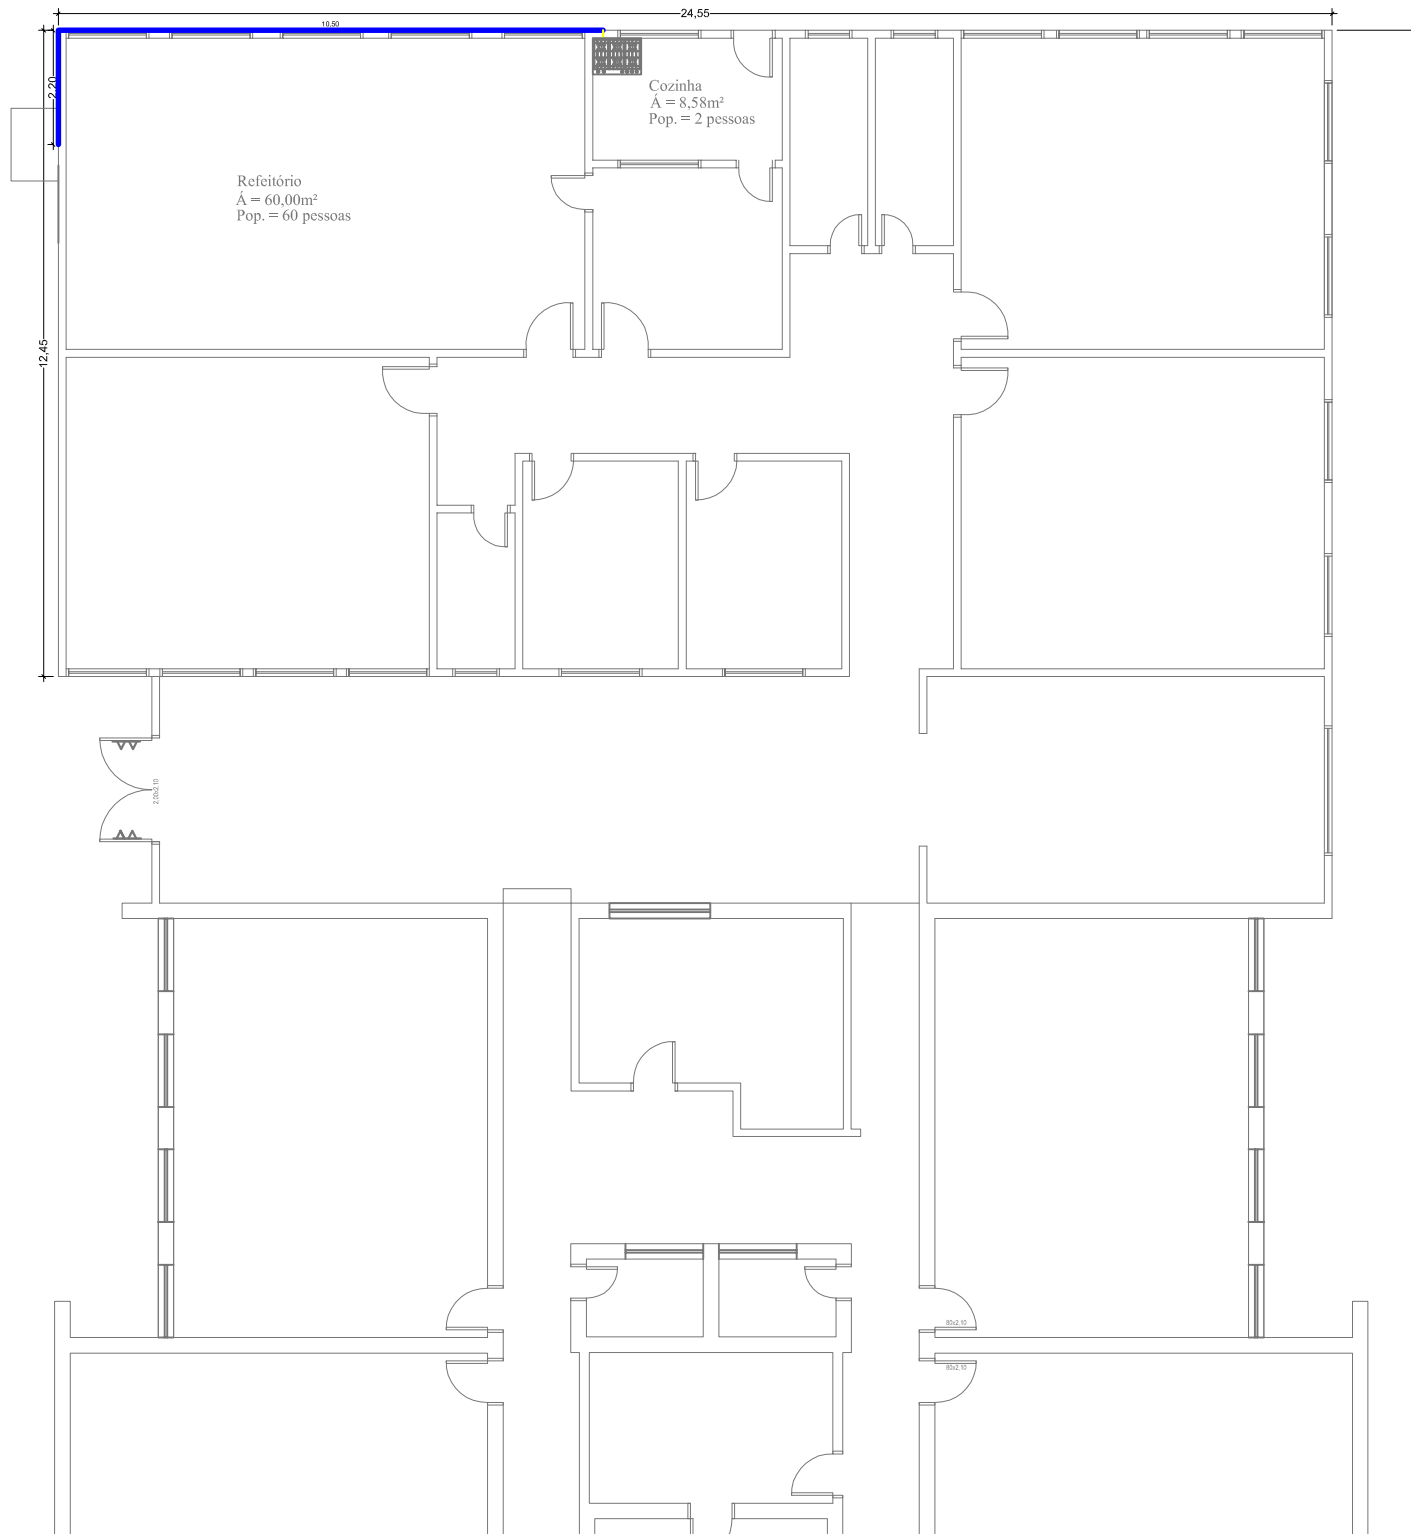 24,55
10,50
2,20
Cozinha
Á = 8,58m²
Pop. = 2 pessoas
Refeitório
Á = 60,00m²
Pop. = 60 pessoas
12,45
2,00x2,10
80x2,10
80x2,10